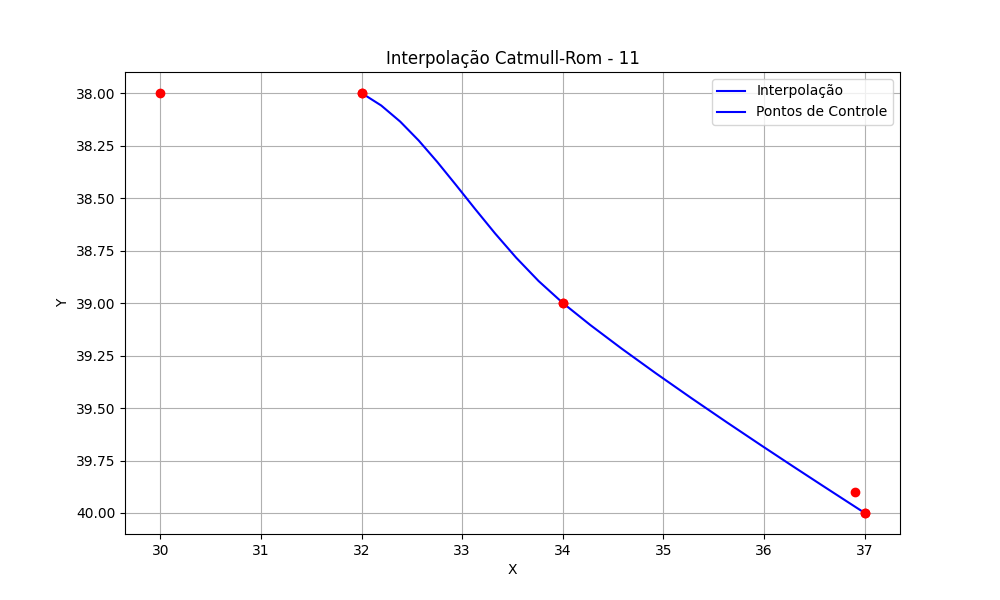 Interpolação Catmull-Rom - 11
Interpolação
Pontos de Controle
38.00
38.25
38.50
38.75
39.00
39.25
39.50
39.75
40.00
Y
30 31 32 33 34 35 36 37
X